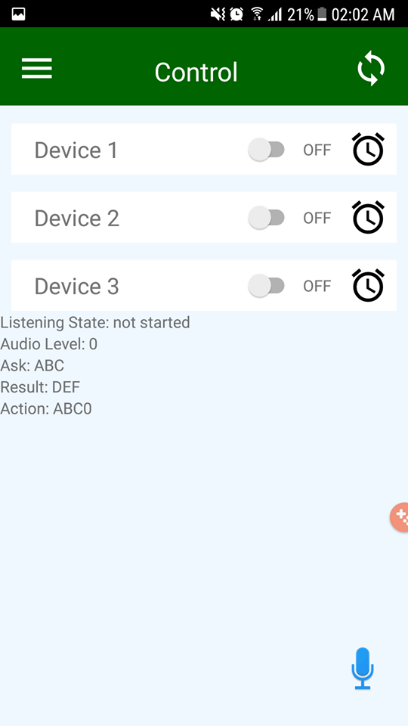 21% 02:02 AM
Control
Device 1 OFF
Device 2 OFF
Device 3 OFF
Listening State: not started
Audio Level: 0
Ask: ABC
Result: DEF
Action: ABC0